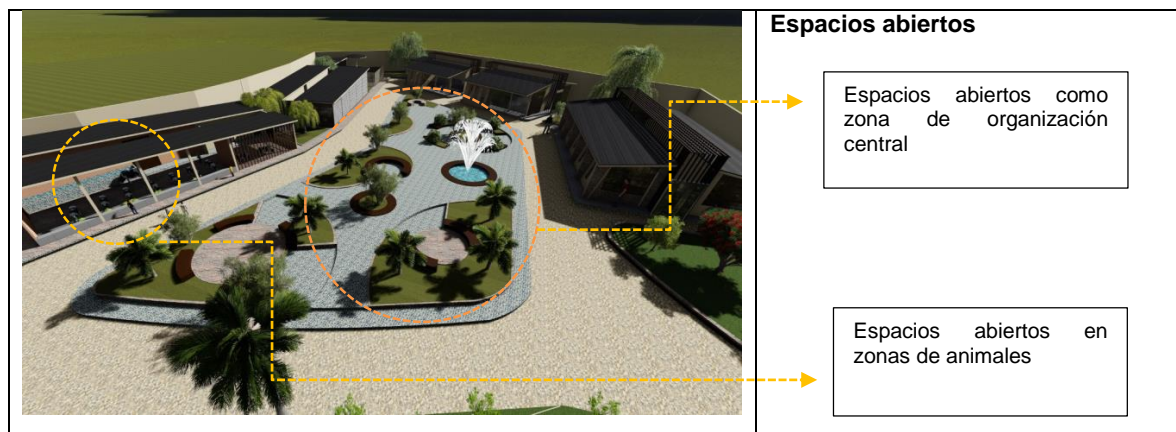 Espacios abiertos
Espacios abiertos como
zona de organización
central
Espacios abiertos en
zonas de animales